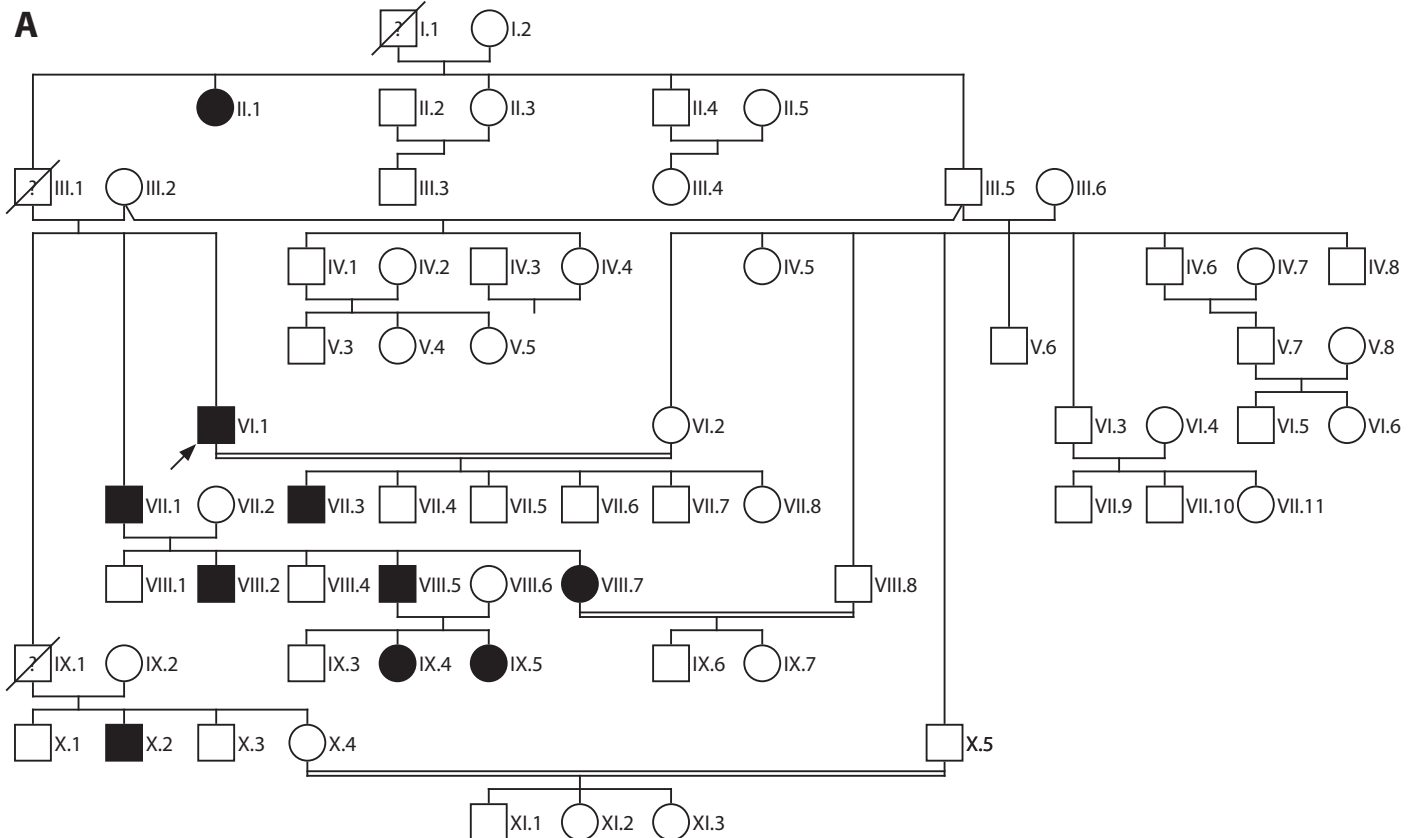 A
? I.1 I.2
II.1 II.2 II.3 II.4 II.5
? III.1 III.2 III.3 III.4 III.5 III.6
IV.1 IV.2 IV.3 IV.4 IV.5 IV.6 IV.7 IV.8
V.3 V.4 V.5 V.6 V.7 V.8
VI.1 VI.2 VI.3 VI.4 VI.5 VI.6
VII.1 VII.2 VII.3 VII.4 VII.5 VII.6 VII.7 VII.8 VII.9 VII.10 VII.11
VIII.1 VIII.2 VIII.4 VIII.5 VIII.6 VIII.7 VIII.8
? IX.1 IX.2 IX.3 IX.4 IX.5 IX.6 IX.7
X.1 X.2 X.3 X.4 X.5
XI.1 XI.2 XI.3